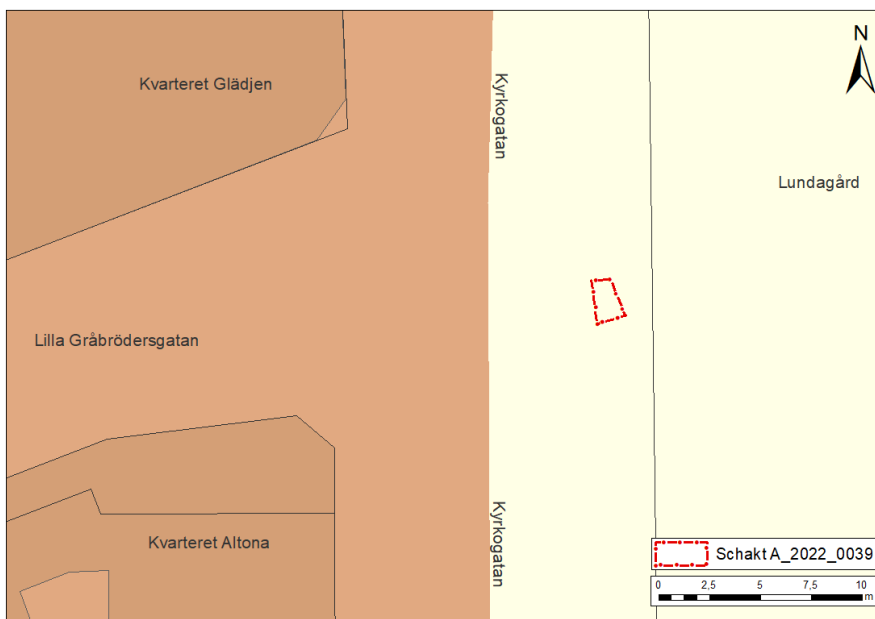 N
Kvarteret Glädjen
Kyrkogatan
Lundagård
Lilla Gråbrödersgatan
Kyrkogatan
Kvarteret Altona
Schakt A_2022_0039
0 2,5 5 7,5 10
m